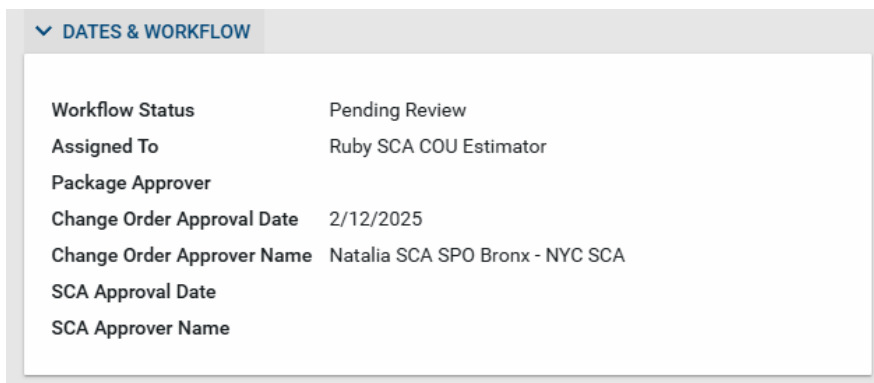 DATES & WORKFLOW
Workflow Status Pending Review
Assigned To Ruby SCA COU Estimator
Package Approver
Change Order Approval Date 2/12/2025
Change Order Approver Name Natalia SCA SPO Bronx - NYC SCA
SCA Approval Date
SCA Approver Name